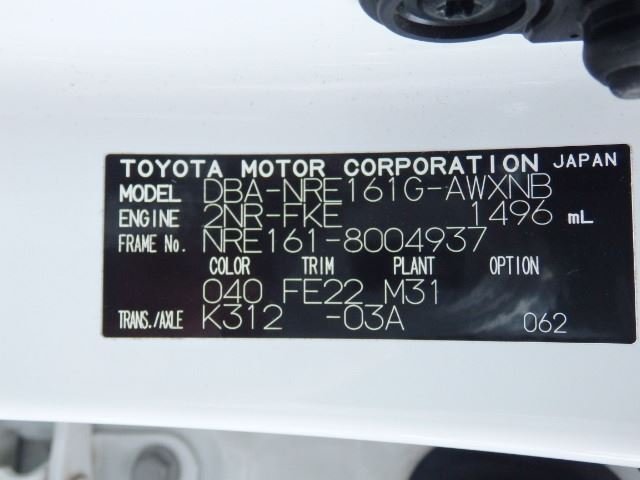 TOYOTA MOTOR CORPORATION JAPAN
MODEL DBA-NRE161G-AWXNB
ENGINE 2NR-FKE 1496 mL
FRAME No. NRE161-8004937
COLOR TRIM PLANT OPTION
040 FE22 M31
TRANS./AXLE K312 -03A 062